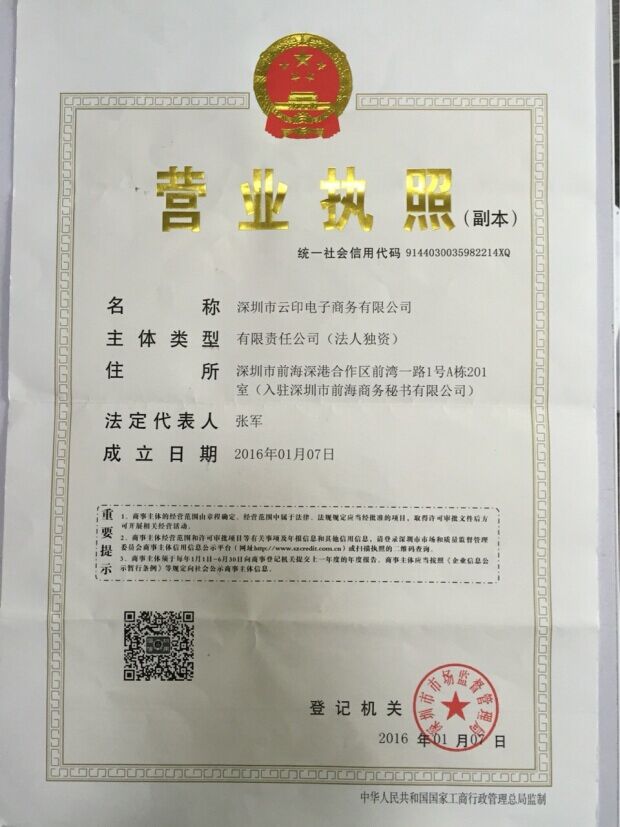 营业执照
(副本)
统一社会信用代码 9144030035982214XQ
名称 深圳市云印电子商务有限公司
主体类型 有限责任公司（法人独资）
住所 深圳市前海深港合作区前湾一路1号A栋201
室（入驻深圳市前海商务秘书有限公司）
法定代表人 张军
成立日期 2016年01月07日
重要提示
1、商事主体的经营范围由章程确定。经营范围中属于法律、法规规定应当经批准的项目，取得许可审批文件后方
可开展相关经营活动。
2、商事主体经营范围和许可审批项目等有关事项及年报信息和其他信用信息，请登录深圳市市场和质量监督管理
委员会商事主体信用信息公示平台（网址http://www.szcredit.com.cn）或扫描执照的二维码查询。
3、商事主体须于每年1月1日-6月30日向商事登记机关提交上一年度的年度报告。商事主体应当按照《企业信息公
示暂行条例》等规定向社会公示商事主体信息。
登记机关
深圳市市场监督管理局
2016 年 01 月 07 日
中华人民共和国国家工商行政管理总局监制